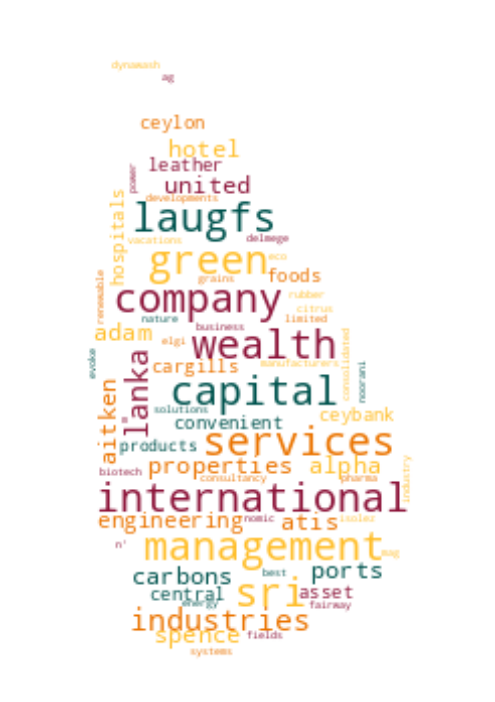 dynawash
ag
ceylon
hotel
leather
power
united
developments
hospitals
laugfs
vacations
delmege
green
eco
foods
grains
renewable
company
rubber
citrus
nature
limited
business
adam
wealth
elgi
consolidated
evoke
lanka
cargills
manufacturers
noorani
aitken
capital
solutions
ceybank
convenient
services
products
properties
alpha
biotech
consultancy
pharma
industry
international
engineering
nomic
atis
isolez
n'
management
mag
carbons
best
ports
central
energy
sri
asset
fairway
industries
spence
fields
systems